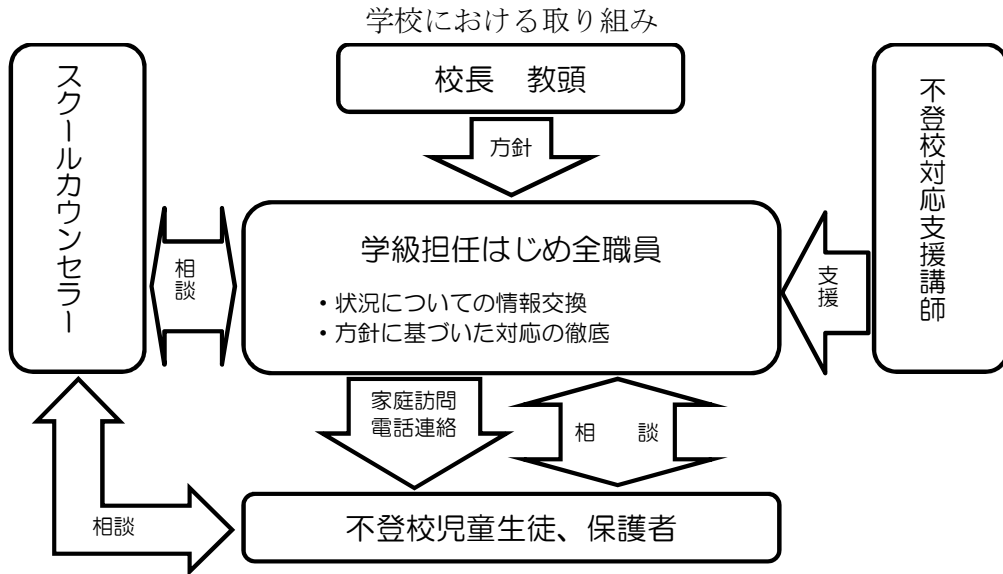 学校における取り組み
校長　教頭
方針
スクールカウンセラー
不登校対応支援講師
学級担任はじめ全職員
・状況についての情報交換
・方針に基づいた対応の徹底
相談
支援
家庭訪問
電話連絡
相　　談
不登校児童生徒、保護者
相談